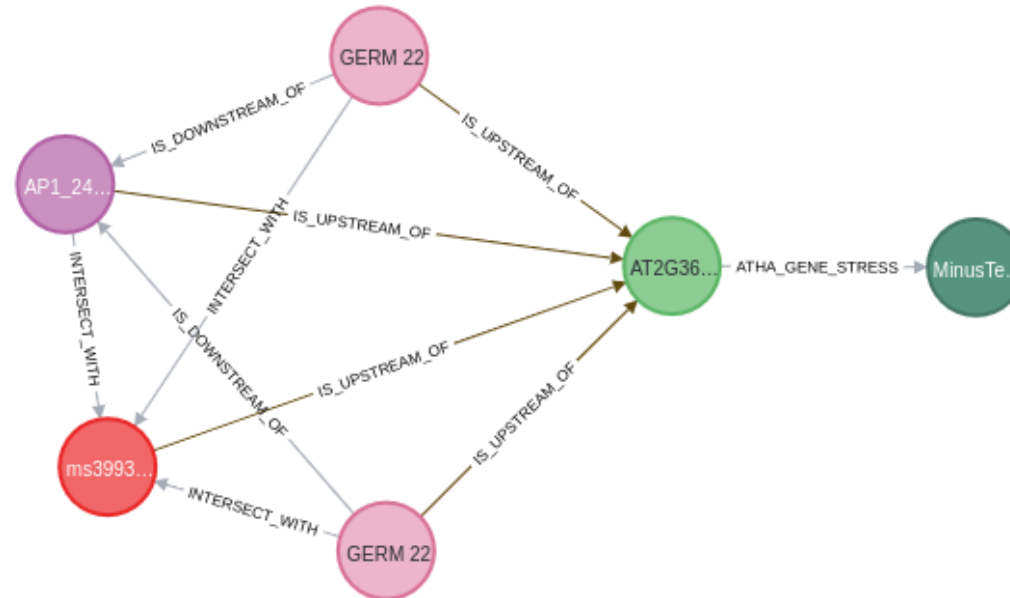 GERM 22
IS_DOWNSTREAM_OF
IS_UPSTREAM_OF
AP1_24...
IS_UPSTREAM_OF
INTERSECT_WITH
AT2G36...
ATHA_GENE_STRESS
MinusTe...
INTERSECT_WITH
IS_DOWNSTREAM_OF
IS_UPSTREAM_OF
IS_UPSTREAM_OF
ms3993...
INTERSECT_WITH
GERM 22